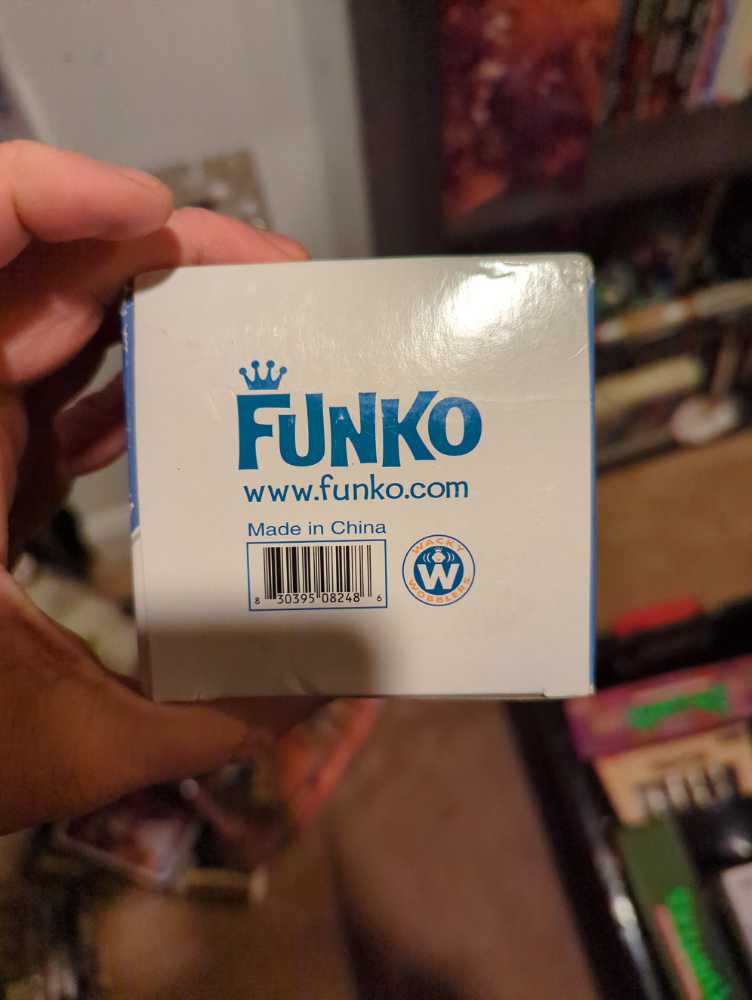 FUNKO
www.funko.com
Made in China
8 30395 08248 6
WACKY
W
WOBBLERS